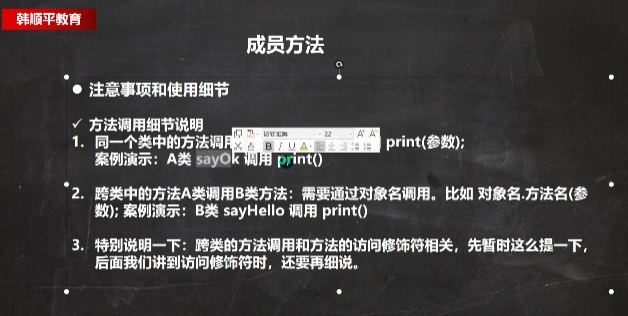 韩顺平教育
成员方法
● 注意事项和使用细节
✓ 方法调用细节说明
1. 同一个类中的方法调用 print(参数);
案例演示：A类 sayOk 调用 print()
2. 跨类中的方法A类调用B类方法：需要通过对象名调用。比如 对象名.方法名(参
数); 案例演示：B类 sayHello 调用 print()
3. 特别说明一下：跨类的方法调用和方法的访问修饰符相关，先暂时这么提一下，
后面我们讲到访问修饰符时，还要再细说。
22
B I U A